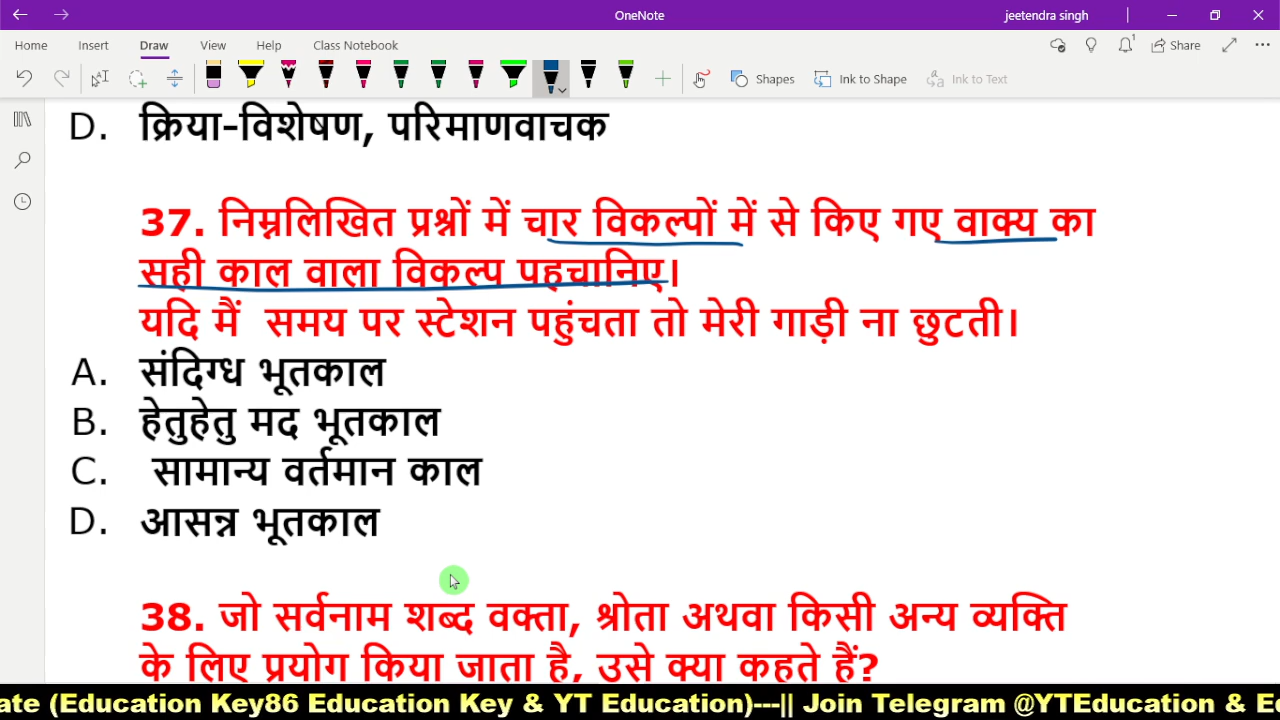 OneNote
jeetendra singh
Home Insert Draw View Help Class Notebook
Share
Shapes Ink to Shape Ink to Text
D. क्रिया-विशेषण, परिमाणवाचक
37. निम्नलिखित प्रश्नों में चार विकल्पों में से किए गए वाक्य का
सही काल वाला विकल्प पहचानिए।
यदि मैं समय पर स्टेशन पहुंचता तो मेरी गाड़ी ना छुटती।
A. संदिग्ध भूतकाल
B. हेतुहेतु मद भूतकाल
C. सामान्य वर्तमान काल
D. आसन्न भूतकाल
38. जो सर्वनाम शब्द वक्ता, श्रोता अथवा किसी अन्य व्यक्ति
के लिए प्रयोग किया जाता है, उसे क्या कहते हैं?
ate (Education Key86 Education Key & YT Education)---|| Join Telegram @YTEducation & E